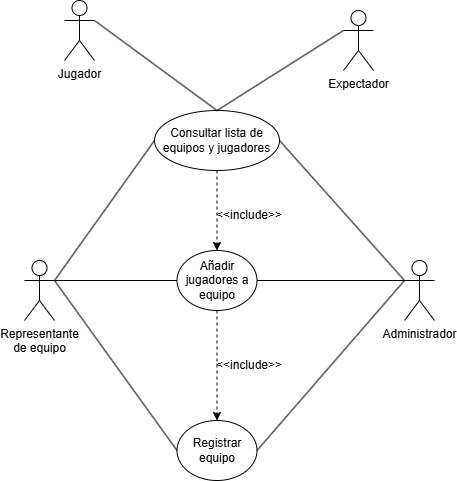 Jugador
Expectador
Consultar lista de
equipos y jugadores
<<include>>
Añadir
jugadores a
equipo
Representante
de equipo
Administrador
<<include>>
Registrar
equipo